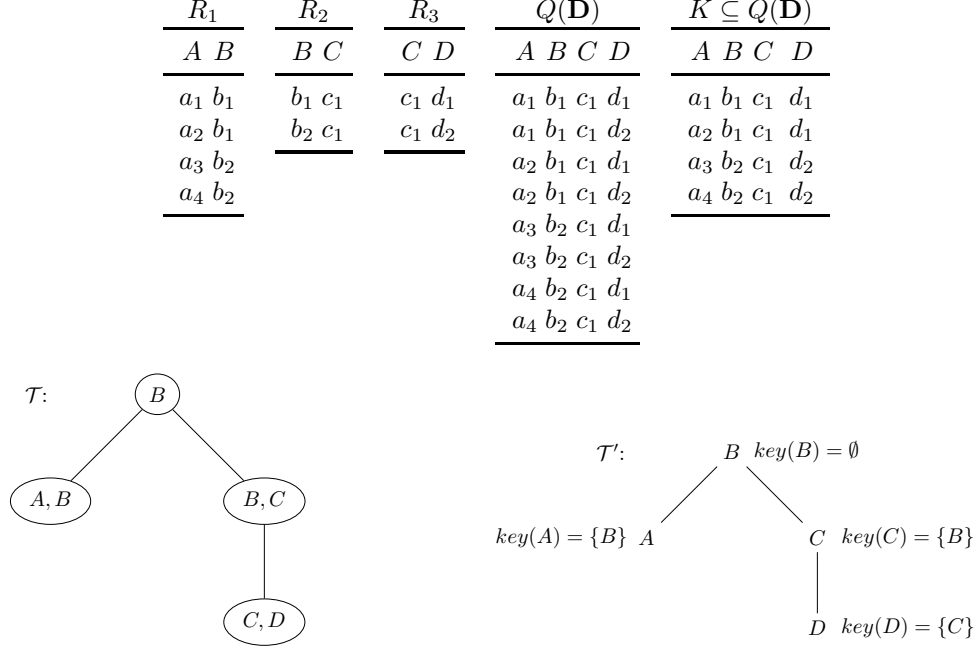 R₁ R₂ R₃ Q(D) K ⊆ Q(D)
A B B C C D A B C D A B C D
a₁ b₁ b₁ c₁ c₁ d₁ a₁ b₁ c₁ d₁ a₁ b₁ c₁ d₁
a₂ b₁ b₂ c₁ c₁ d₂ a₁ b₁ c₁ d₂ a₂ b₁ c₁ d₁
a₃ b₂ a₂ b₁ c₁ d₁ a₃ b₂ c₁ d₂
a₄ b₂ a₂ b₁ c₁ d₂ a₄ b₂ c₁ d₂
a₃ b₂ c₁ d₁
a₃ b₂ c₁ d₂
a₄ b₂ c₁ d₁
a₄ b₂ c₁ d₂
𝒯: B
A, B B, C
C, D
𝒯′: B key(B) = ∅
key(A) = {B} A C key(C) = {B}
D key(D) = {C}